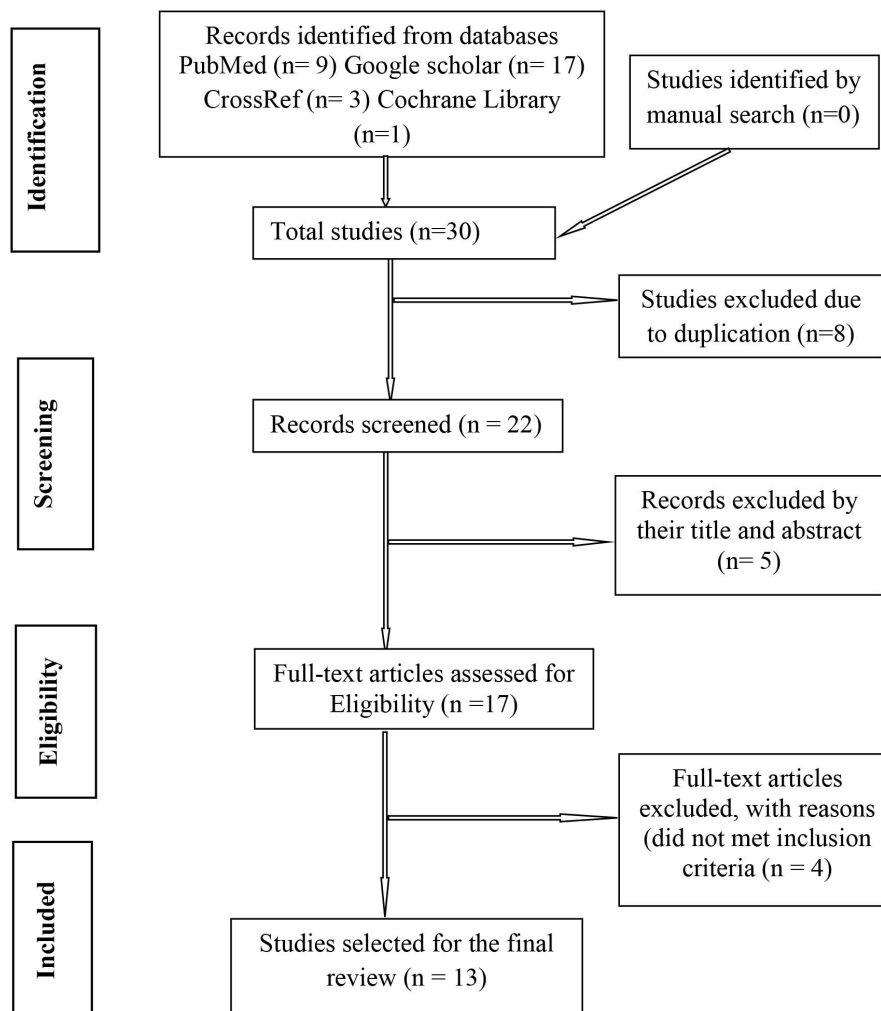 Identification
Records identified from databases
PubMed (n= 9) Google scholar (n= 17)
CrossRef (n= 3) Cochrane Library
(n=1)
Studies identified by
manual search (n=0)
Total studies (n=30)
Studies excluded due
to duplication (n=8)
Screening
Records screened (n = 22)
Records excluded by
their title and abstract
(n= 5)
Eligibility
Full-text articles assessed for
Eligibility (n =17)
Full-text articles
excluded, with reasons
(did not met inclusion
criteria (n = 4)
Included
Studies selected for the final
review (n = 13)